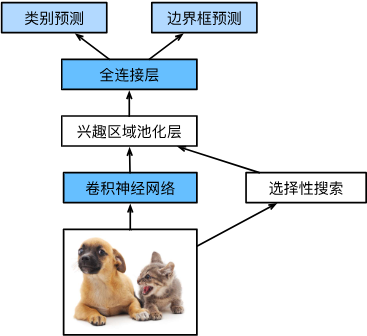 类别预测
边界框预测
全连接层
兴趣区域池化层
卷积神经网络
选择性搜索